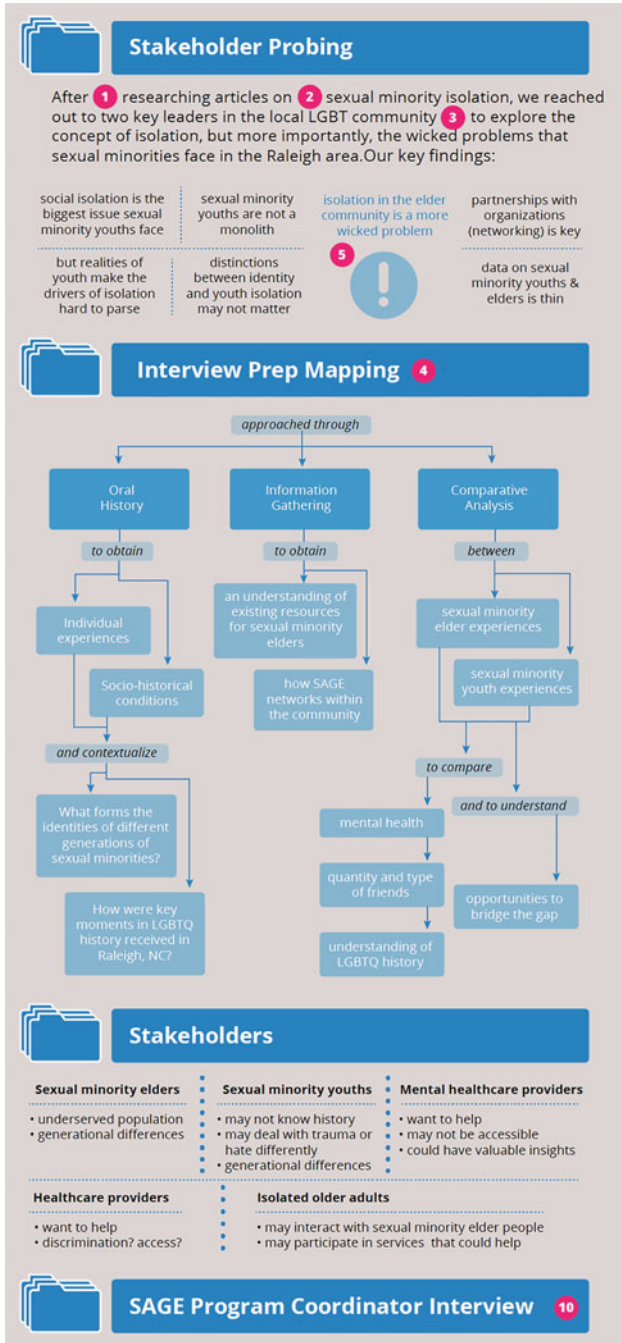 Stakeholder Probing
After 1 researching articles on 2 sexual minority isolation, we reached
out to two key leaders in the local LGBT community 3 to explore the
concept of isolation, but more importantly, the wicked problems that
sexual minorities face in the Raleigh area.Our key findings:
social isolation is the
biggest issue sexual
minority youths face
sexual minority
youths are not a
monolith
isolation in the elder
community is a more
wicked problem
partnerships with
organizations
(networking) is key
but realities of
youth make the
drivers of isolation
hard to parse
distinctions
between identity
and youth isolation
may not matter
5
!
data on sexual
minority youths &
elders is thin
Interview Prep Mapping 4
approached through
Oral
History
Information
Gathering
Comparative
Analysis
to obtain
to obtain
between
Individual
experiences
Socio-historical
conditions
an understanding of
existing resources
for sexual minority
elders
how SAGE
networks within
the community
sexual minority
elder experiences
sexual minority
youth experiences
and contextualize
What forms the
identities of different
generations of
sexual minorities?
How were key
moments in LGBTQ
history received in
Raleigh, NC?
to compare
and to understand
mental health
quantity and type
of friends
understanding of
LGBTQ history
opportunities to
bridge the gap
Stakeholders
Sexual minority elders
• underserved population
• generational differences
Sexual minority youths
• may not know history
• may deal with trauma or
hate differently
• generational differences
Mental healthcare providers
• want to help
• may not be accessible
• could have valuable insights
Healthcare providers
• want to help
• discrimination? access?
Isolated older adults
• may interact with sexual minority elder people
• may participate in services that could help
SAGE Program Coordinator Interview 10